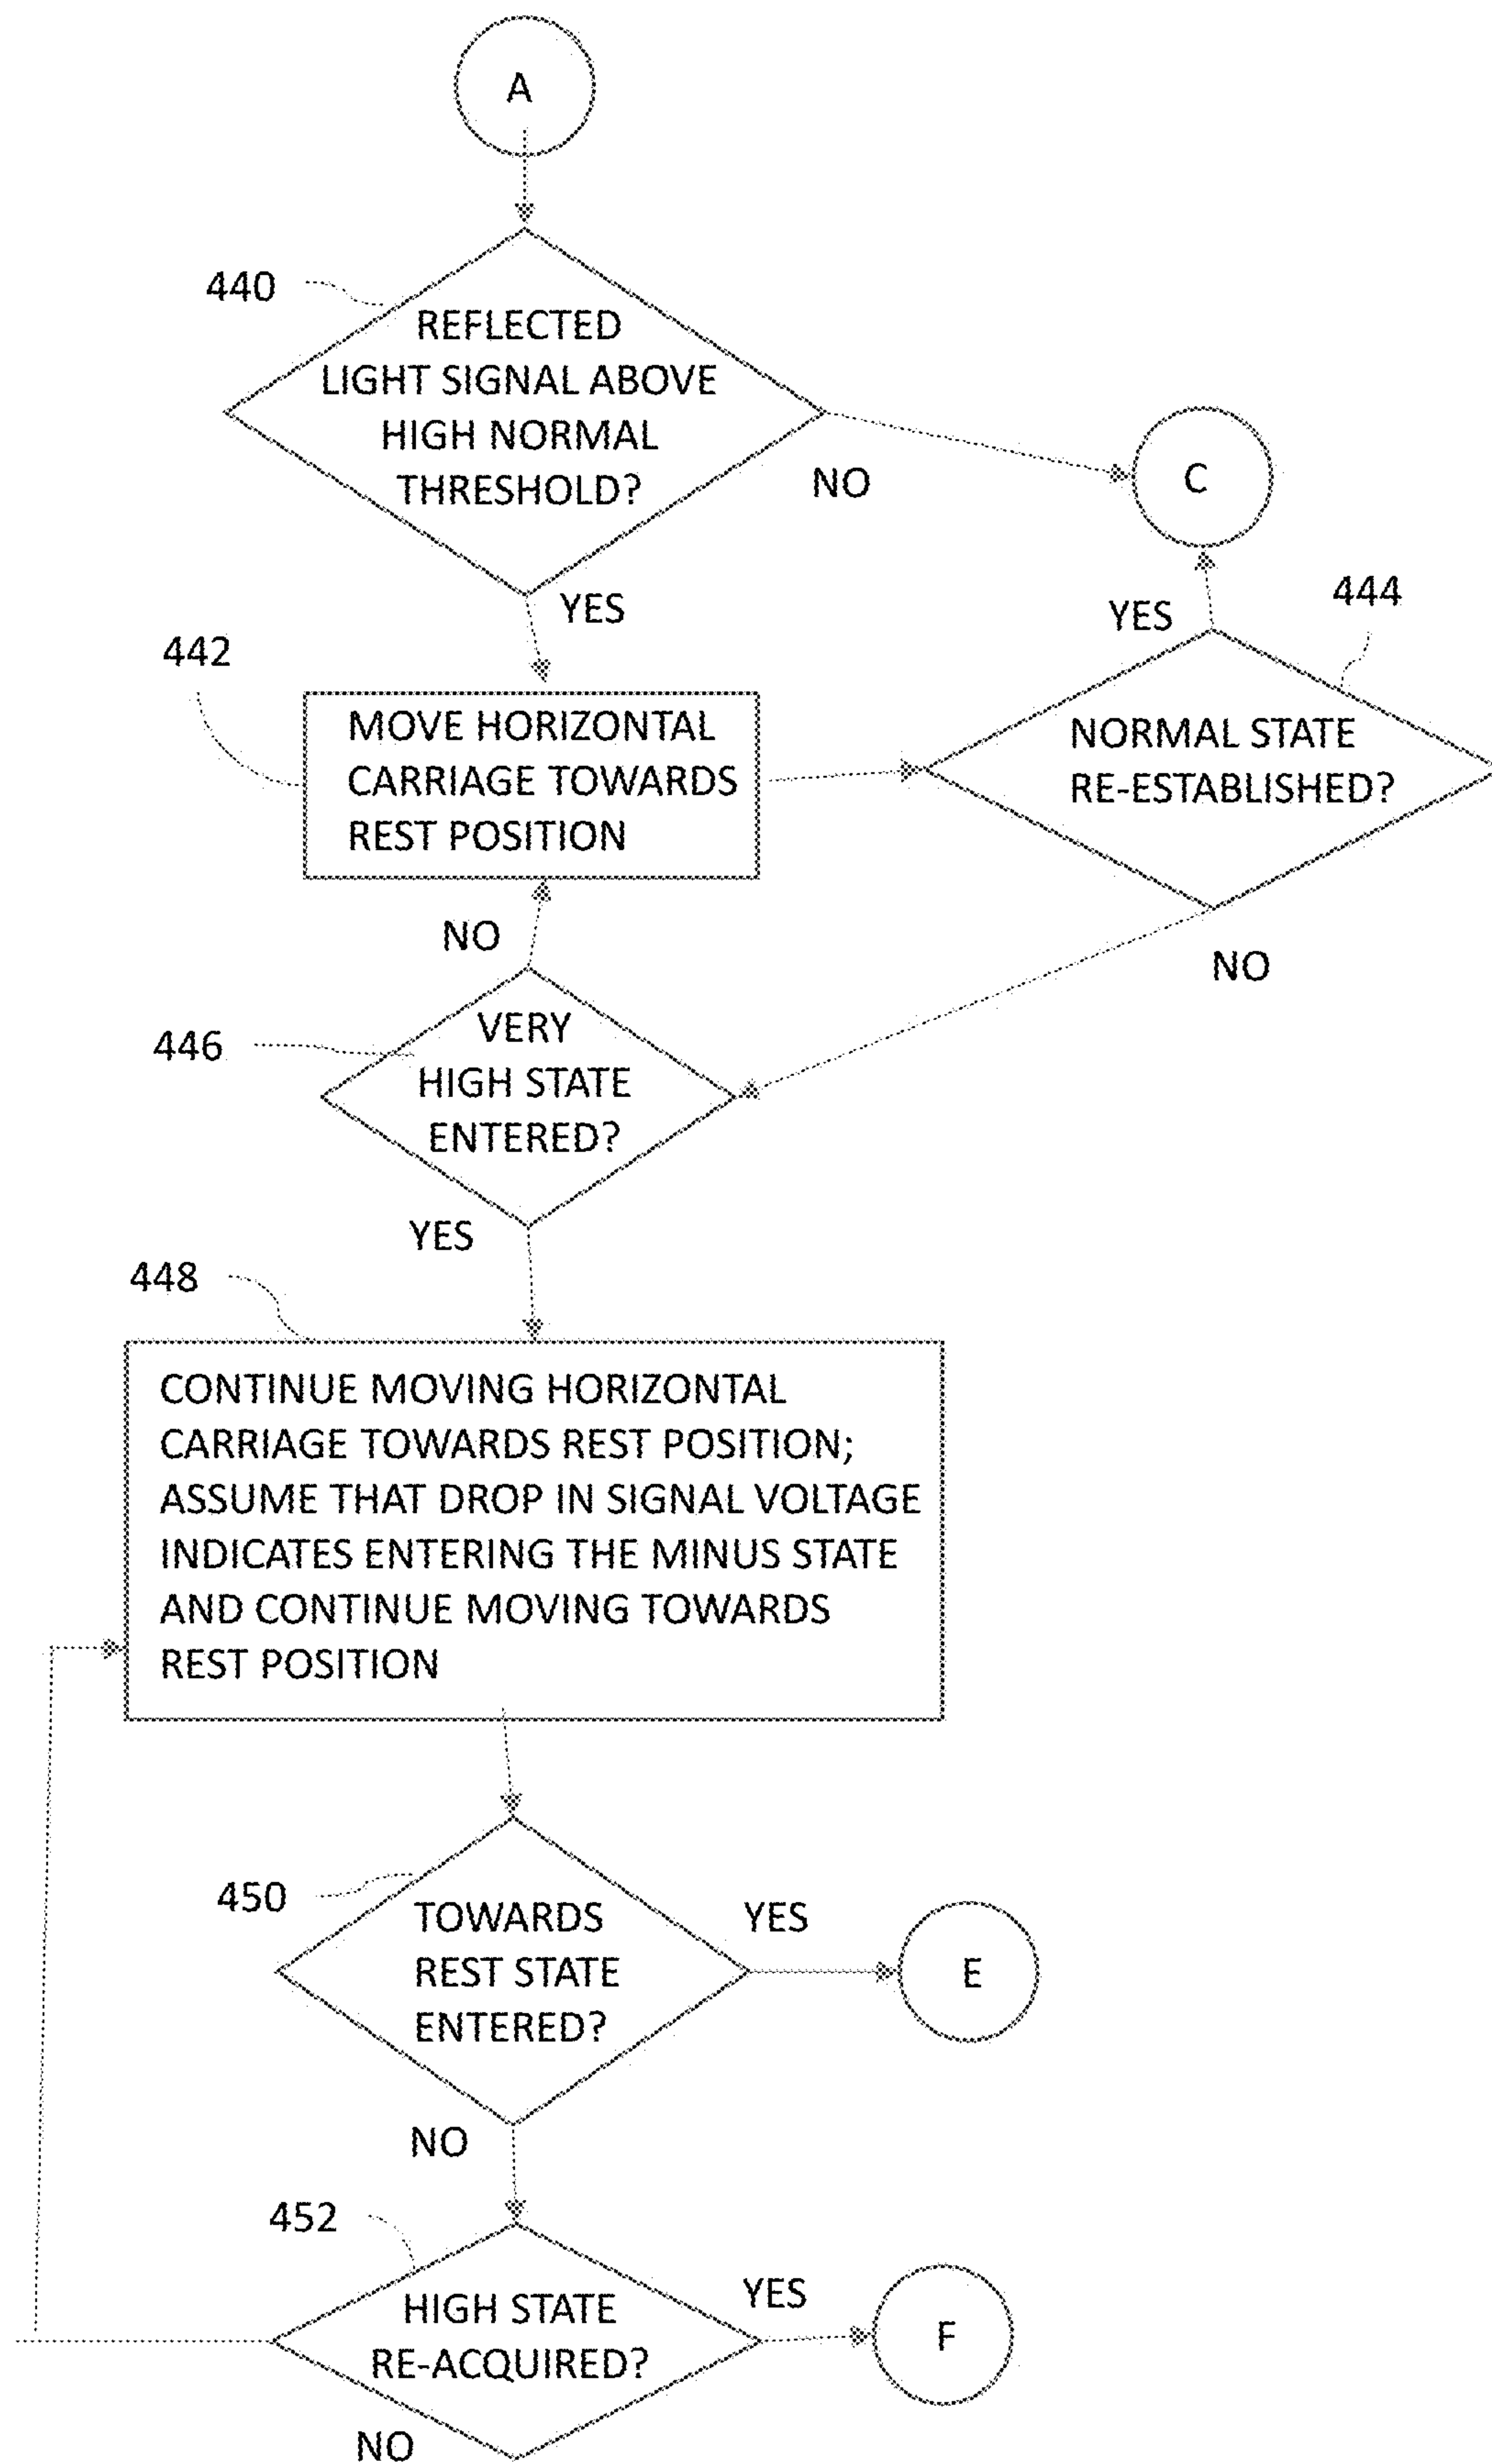 A
440
REFLECTED
LIGHT SIGNAL ABOVE
HIGH NORMAL
THRESHOLD?
NO
C
YES
442
MOVE HORIZONTAL
CARRIAGE TOWARDS
REST POSITION
YES
444
NORMAL STATE
RE-ESTABLISHED?
NO
NO
446
VERY
HIGH STATE
ENTERED?
YES
448
CONTINUE MOVING HORIZONTAL
CARRIAGE TOWARDS REST POSITION;
ASSUME THAT DROP IN SIGNAL VOLTAGE
INDICATES ENTERING THE MINUS STATE
AND CONTINUE MOVING TOWARDS
REST POSITION
450
TOWARDS
REST STATE
ENTERED?
YES
E
NO
452
HIGH STATE
RE-ACQUIRED?
YES
F
NO